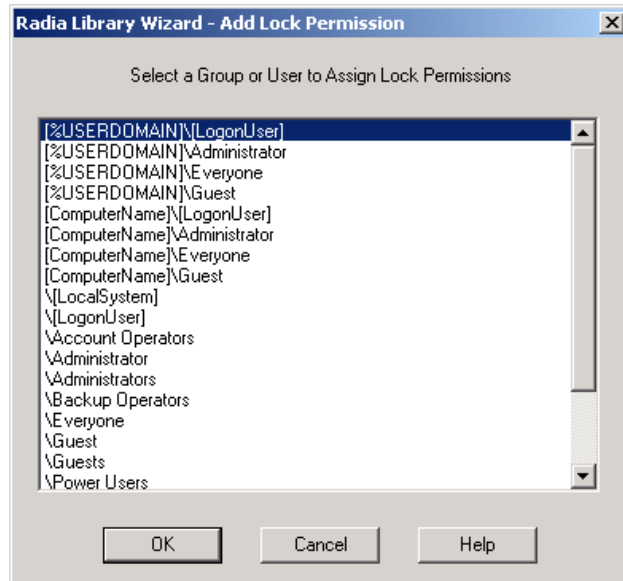 Radia Library Wizard - Add Lock Permission
Select a Group or User to Assign Lock Permissions
[%USERDOMAIN]\[LogonUser]
[%USERDOMAIN]\Administrator
[%USERDOMAIN]\Everyone
[%USERDOMAIN]\Guest
[ComputerName]\[LogonUser]
[ComputerName]\Administrator
[ComputerName]\Everyone
[ComputerName]\Guest
\[LocalSystem]
\[LogonUser]
\Account Operators
\Administrator
\Administrators
\Backup Operators
\Everyone
\Guest
\Guests
\Power Users
OK Cancel Help